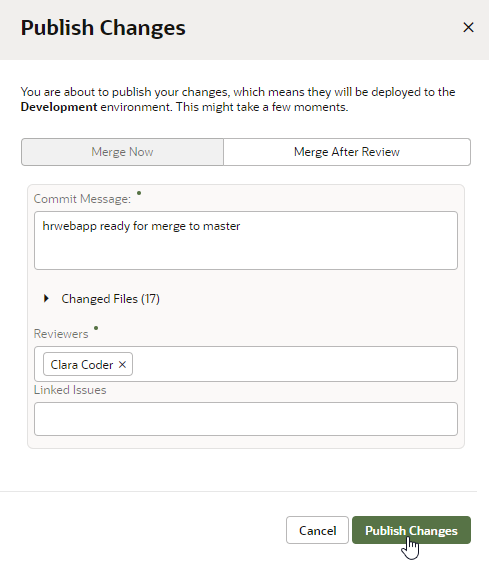 Publish Changes
You are about to publish your changes, which means they will be deployed to the
Development environment. This might take a few moments.
Merge Now
Merge After Review
Commit Message:
hrwebapp ready for merge to master
Changed Files (17)
Reviewers
Clara Coder ×
Linked Issues
Cancel
Publish Changes